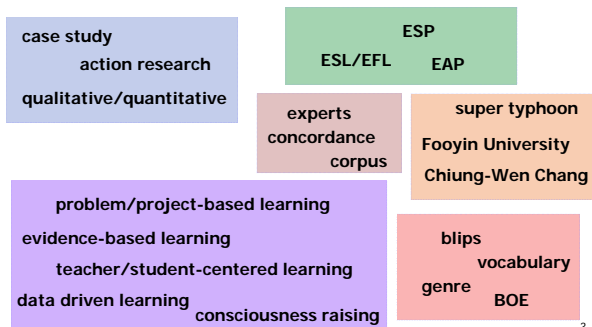 case study
action research
qualitative/quantitative
ESP
ESL/EFL
EAP
experts
concordance
corpus
super typhoon
Fooyin University
Chiung-Wen Chang
problem/project-based learning
evidence-based learning
teacher/student-centered learning
data driven learning
consciousness raising
blips
vocabulary
genre
BOE